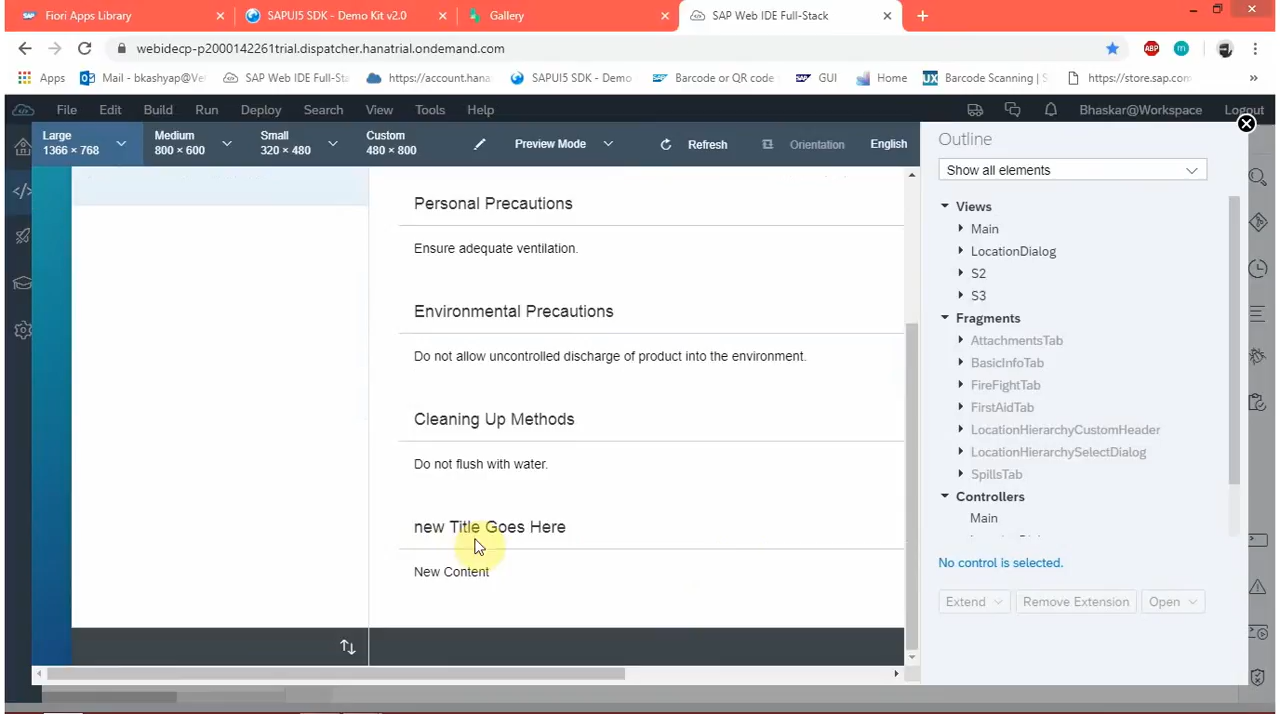 Fiori Apps Library
SAPUI5 SDK - Demo Kit v2.0
Gallery
SAP Web IDE Full-Stack
webidecp-p2000142261trial.dispatcher.hanatrial.ondemand.com
ABP
m
Apps
Mail - bkashyap@Ve
SAP Web IDE Full-Sta
https://account.hana
SAPUI5 SDK - Demo
Barcode or QR code
GUI
Home
UX
Barcode Scanning | S
https://store.sap.com
»
File
Edit
Build
Run
Deploy
Search
View
Tools
Help
Bhaskar@Workspace
Logout
Large
1366 × 768
Medium
800 × 600
Small
320 × 480
Custom
480 × 800
Preview Mode
Refresh
Orientation
English
Personal Precautions
Ensure adequate ventilation.
Environmental Precautions
Do not allow uncontrolled discharge of product into the environment.
Cleaning Up Methods
Do not flush with water.
new Title Goes Here
New Content
Outline
Show all elements
Views
Main
LocationDialog
S2
S3
Fragments
AttachmentsTab
BasicInfoTab
FireFightTab
FirstAidTab
LocationHierarchyCustomHeader
LocationHierarchySelectDialog
SpillsTab
Controllers
Main
No control is selected.
Extend
Remove Extension
Open